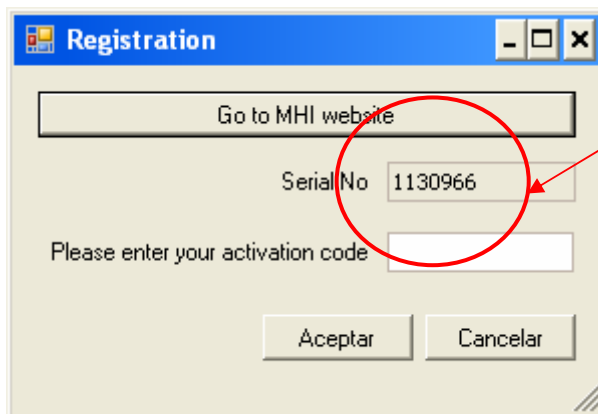 Registration
Go to MHI website
Serial No 1130966
Please enter your activation code
Aceptar Cancelar